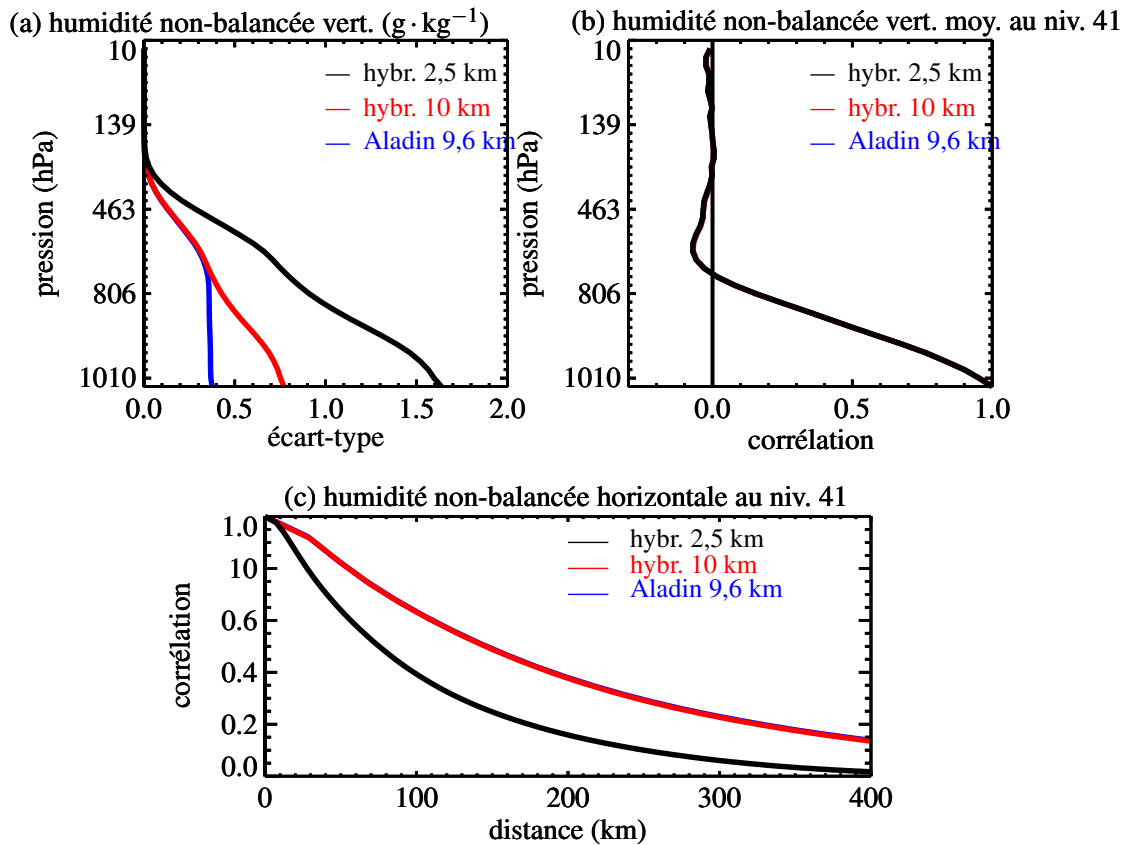 (a) humidité non-balancée vert. (g·kg⁻¹)
10
139
463
806
1010
pression (hPa)
hybr. 2,5 km
hybr. 10 km
Aladin 9,6 km
0.0 0.5 1.0 1.5 2.0
écart-type
(b) humidité non-balancée vert. moy. au niv. 41
10
139
463
806
1010
pression (hPa)
hybr. 2,5 km
hybr. 10 km
Aladin 9,6 km
0.0 0.5 1.0
corrélation
(c) humidité non-balancée horizontale au niv. 41
1.0
10
0.6
0.4
0.2
0.0
corrélation
hybr. 2,5 km
hybr. 10 km
Aladin 9,6 km
0 100 200 300 400
distance (km)